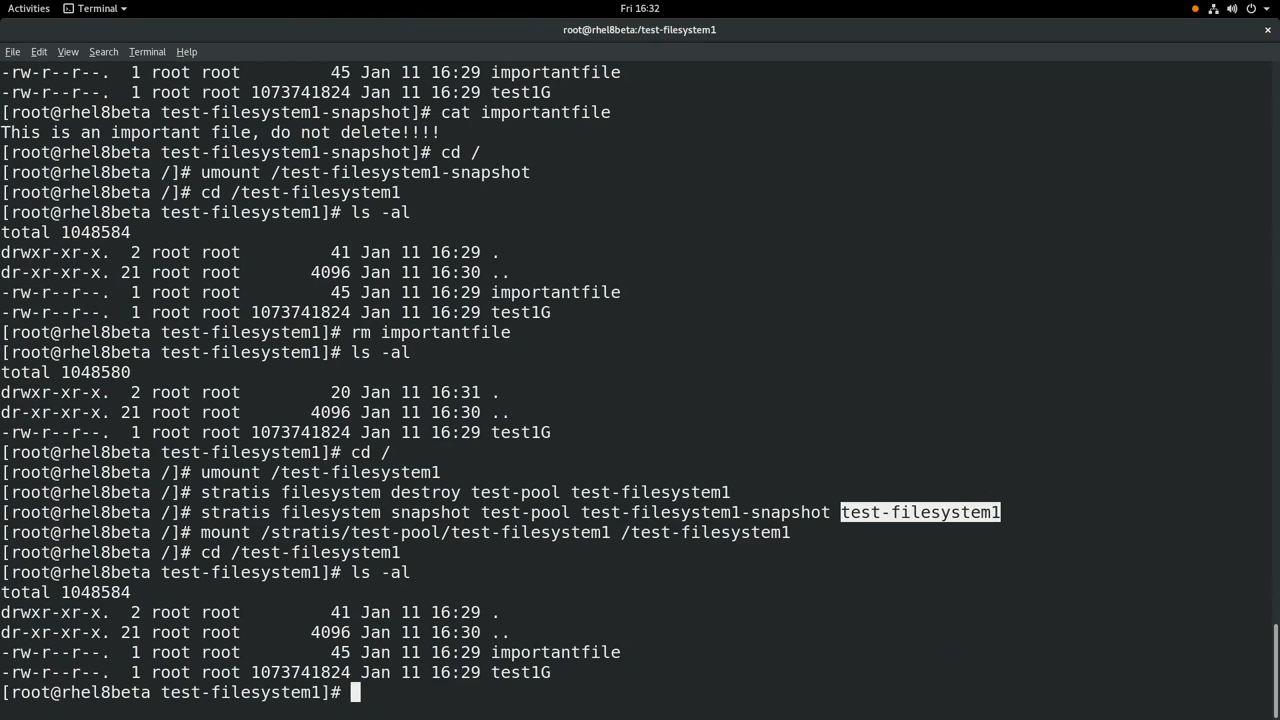 Activities Terminal Fri 16:32
root@rhel8beta:/test-filesystem1 ×
File Edit View Search Terminal Help
-rw-r--r--.  1 root root         45 Jan 11 16:29 importantfile
-rw-r--r--.  1 root root 1073741824 Jan 11 16:29 test1G
[root@rhel8beta test-filesystem1-snapshot]# cat importantfile
This is an important file, do not delete!!!!
[root@rhel8beta test-filesystem1-snapshot]# cd /
[root@rhel8beta /]# umount /test-filesystem1-snapshot
[root@rhel8beta /]# cd /test-filesystem1
[root@rhel8beta test-filesystem1]# ls -al
total 1048584
drwxr-xr-x.  2 root root         41 Jan 11 16:29 .
dr-xr-xr-x. 21 root root       4096 Jan 11 16:30 ..
-rw-r--r--.  1 root root         45 Jan 11 16:29 importantfile
-rw-r--r--.  1 root root 1073741824 Jan 11 16:29 test1G
[root@rhel8beta test-filesystem1]# rm importantfile
[root@rhel8beta test-filesystem1]# ls -al
total 1048580
drwxr-xr-x.  2 root root         20 Jan 11 16:31 .
dr-xr-xr-x. 21 root root       4096 Jan 11 16:30 ..
-rw-r--r--.  1 root root 1073741824 Jan 11 16:29 test1G
[root@rhel8beta test-filesystem1]# cd /
[root@rhel8beta /]# umount /test-filesystem1
[root@rhel8beta /]# stratis filesystem destroy test-pool test-filesystem1
[root@rhel8beta /]# stratis filesystem snapshot test-pool test-filesystem1-snapshot test-filesystem1
[root@rhel8beta /]# mount /stratis/test-pool/test-filesystem1 /test-filesystem1
[root@rhel8beta /]# cd /test-filesystem1
[root@rhel8beta test-filesystem1]# ls -al
total 1048584
drwxr-xr-x.  2 root root         41 Jan 11 16:29 .
dr-xr-xr-x. 21 root root       4096 Jan 11 16:30 ..
-rw-r--r--.  1 root root         45 Jan 11 16:29 importantfile
-rw-r--r--.  1 root root 1073741824 Jan 11 16:29 test1G
[root@rhel8beta test-filesystem1]#